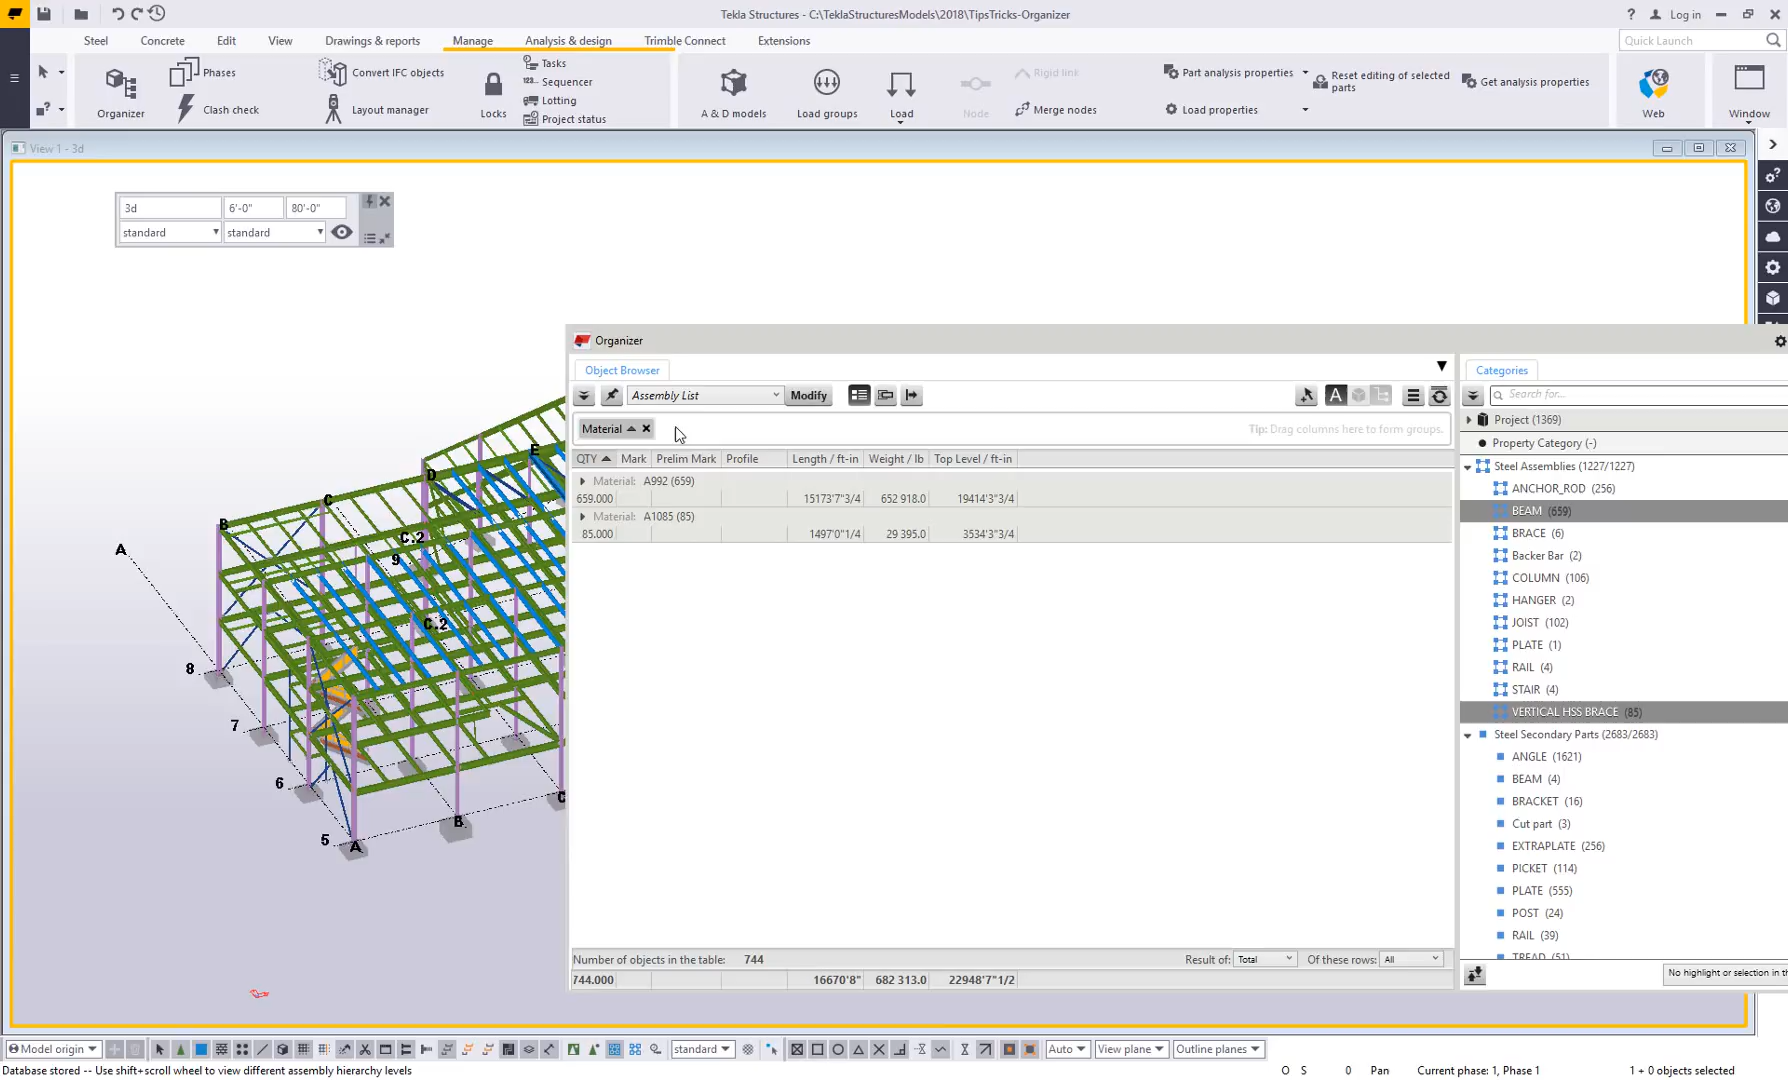 Tekla Structures - C:\TeklaStructuresModels\2018\TipsTricks-Organizer
? Log in
Steel Concrete Edit View Drawings & reports Manage Analysis & design Trimble Connect Extensions
Quick Launch
Organizer
Phases
Clash check
Convert IFC objects
Layout manager
Locks
Tasks
Sequencer
Lotting
Project status
A & D models
Load groups
Load
Node
Rigid link
Merge nodes
Part analysis properties
Load properties
Reset editing of selected parts
Get analysis properties
Web
Window
View 1 - 3d
3d 6'-0" 80'-0"
standard standard
A B C D E
C.2
9
C.2
8
7
6
5
A B C
Organizer
Object Browser
Assembly List Modify
Material
Tip: Drag columns here to form groups.
QTY Mark Prelim Mark Profile Length / ft-in Weight / lb Top Level / ft-in
Material: A992 (659)
659.000 15173'7"3/4 652 918.0 19414'3"3/4
Material: A1085 (85)
85.000 1497'0"1/4 29 395.0 3534'3"3/4
Number of objects in the table: 744
Result of: Total Of these rows: All
744.000 16670'8" 682 313.0 22948'7"1/2
Categories
Search for...
Project (1369)
Property Category (-)
Steel Assemblies (1227/1227)
ANCHOR_ROD (256)
BEAM (659)
BRACE (6)
Backer Bar (2)
COLUMN (106)
HANGER (2)
JOIST (102)
PLATE (1)
RAIL (4)
STAIR (4)
VERTICAL HSS BRACE (85)
Steel Secondary Parts (2683/2683)
ANGLE (1621)
BEAM (4)
BRACKET (16)
Cut part (3)
EXTRAPLATE (256)
PICKET (114)
PLATE (555)
POST (24)
RAIL (39)
TREAD (51)
No highlight or selection in th
Model origin standard Auto View plane Outline planes
Database stored -- Use shift+scroll wheel to view different assembly hierarchy levels
O S 0 Pan Current phase: 1, Phase 1 1 + 0 objects selected